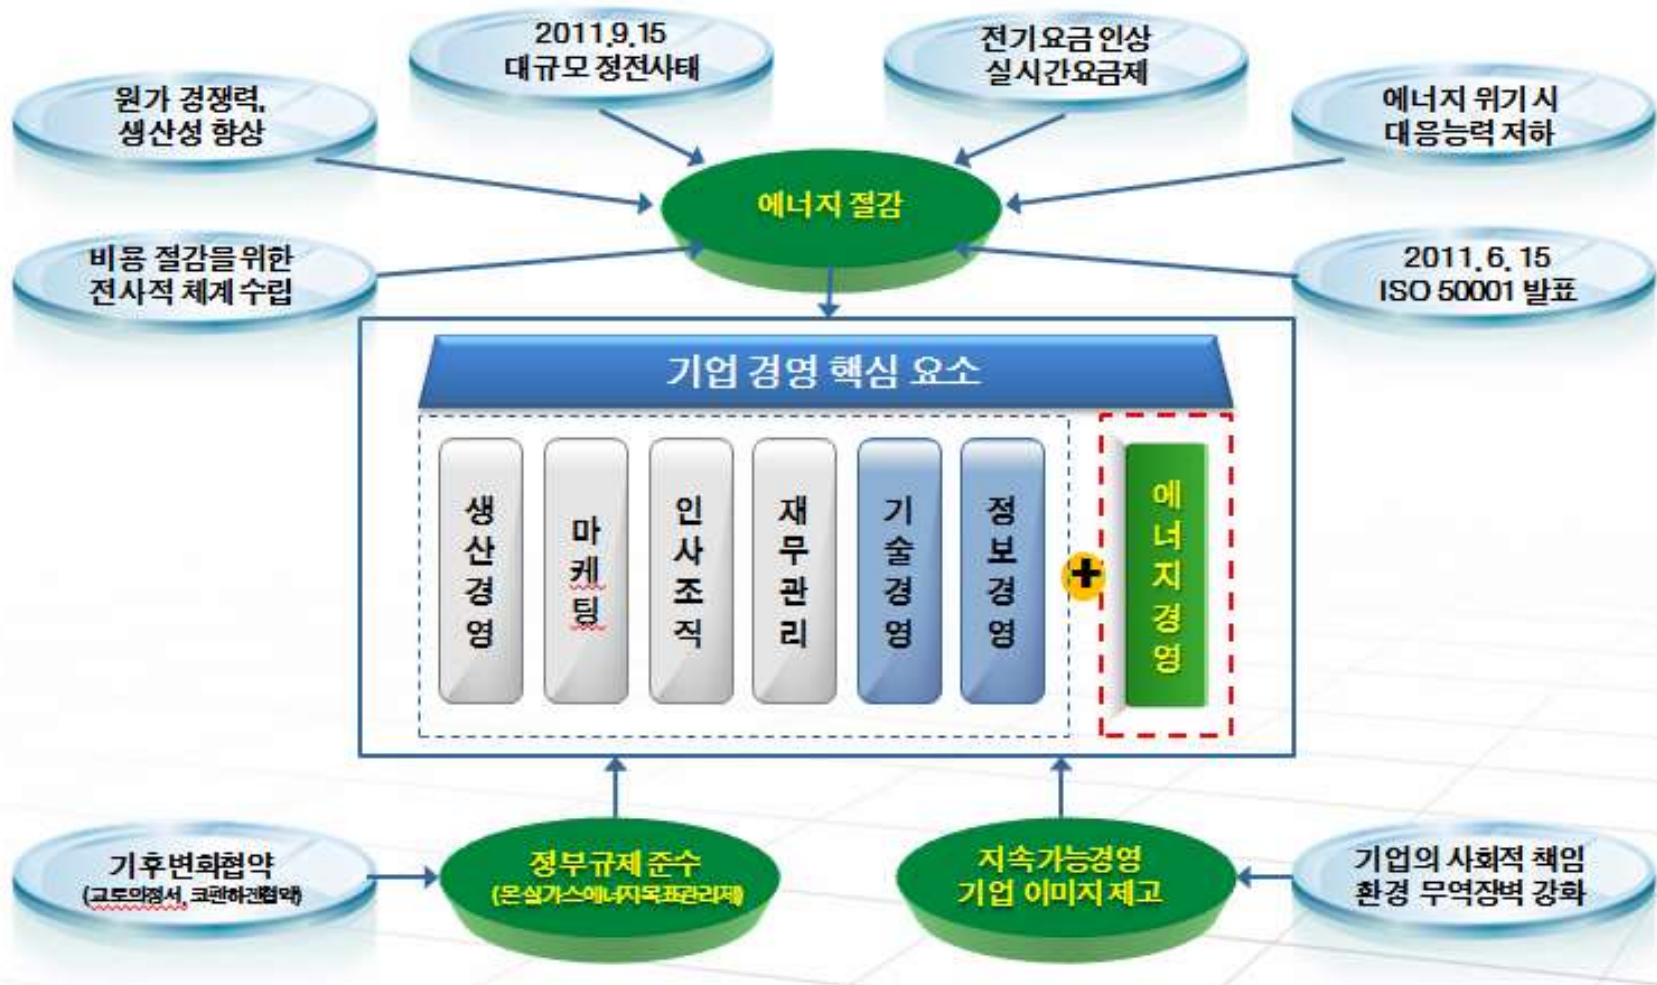 2011.9.15
대규모 정전사태
전기요금 인상
실시간요금제
원가 경쟁력,
생산성 향상
에너지 위기 시
대응능력 저하
에너지 절감
비용 절감을 위한
전사적 체계 수립
2011. 6. 15
ISO 50001 발표
기업 경영 핵심 요소
생산경영
마케팅
인사조직
재무관리
기술경영
정보경영
+
에너지경영
기후변화협약
(교토의정서, 코펜하겐협약)
정부규제 준수
(온실가스에너지목표관리제)
지속가능경영
기업 이미지 제고
기업의 사회적 책임
환경 무역장벽 강화